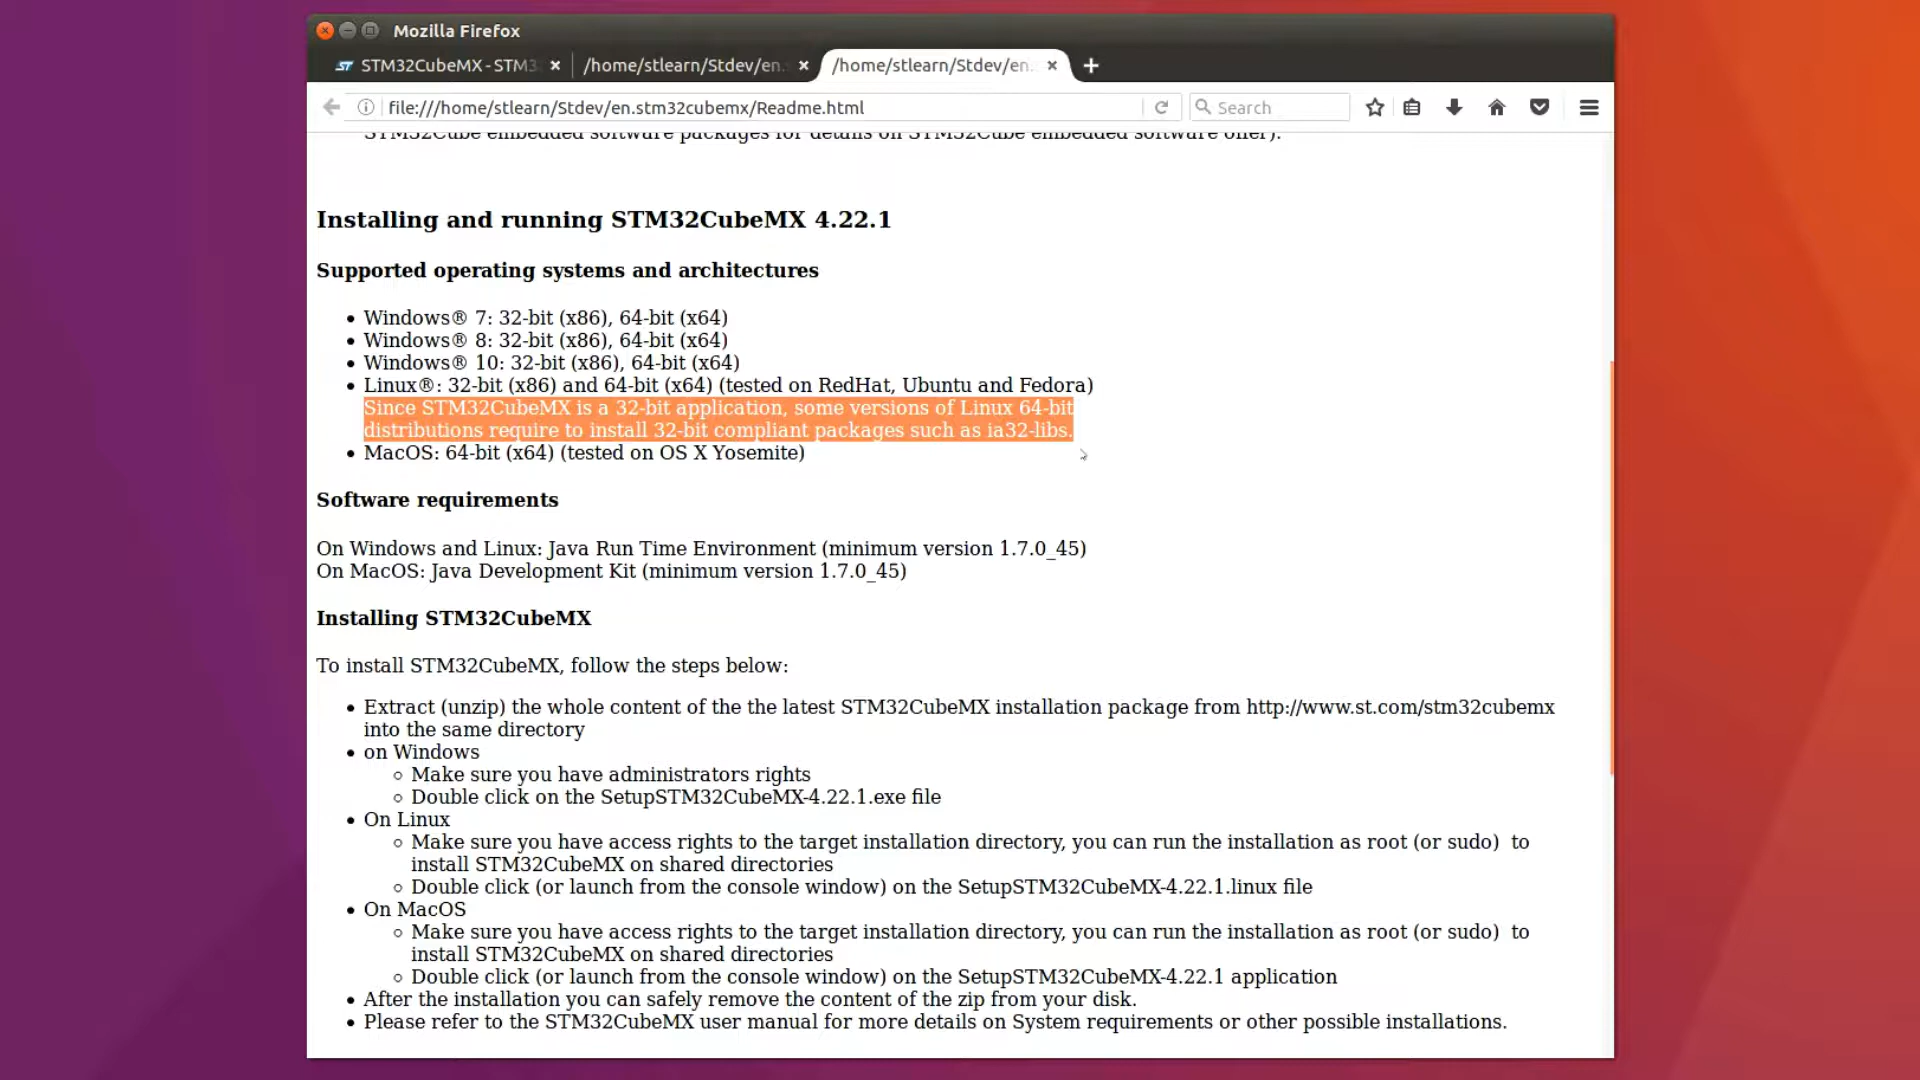 Mozilla Firefox
STM32CubeMX - STM3
/home/stlearn/Stdev/en.
/home/stlearn/Stdev/en.
file:///home/stlearn/Stdev/en.stm32cubemx/Readme.html
Search
STM32Cube embedded software packages for details on STM32Cube embedded software offer).
Installing and running STM32CubeMX 4.22.1
Supported operating systems and architectures
Windows® 7: 32-bit (x86), 64-bit (x64)
Windows® 8: 32-bit (x86), 64-bit (x64)
Windows® 10: 32-bit (x86), 64-bit (x64)
Linux®: 32-bit (x86) and 64-bit (x64) (tested on RedHat, Ubuntu and Fedora)
Since STM32CubeMX is a 32-bit application, some versions of Linux 64-bit
distributions require to install 32-bit compliant packages such as ia32-libs.
MacOS: 64-bit (x64) (tested on OS X Yosemite)
Software requirements
On Windows and Linux: Java Run Time Environment (minimum version 1.7.0_45)
On MacOS: Java Development Kit (minimum version 1.7.0_45)
Installing STM32CubeMX
To install STM32CubeMX, follow the steps below:
Extract (unzip) the whole content of the the latest STM32CubeMX installation package from http://www.st.com/stm32cubemx
into the same directory
on Windows
Make sure you have administrators rights
Double click on the SetupSTM32CubeMX-4.22.1.exe file
On Linux
Make sure you have access rights to the target installation directory, you can run the installation as root (or sudo) to
install STM32CubeMX on shared directories
Double click (or launch from the console window) on the SetupSTM32CubeMX-4.22.1.linux file
On MacOS
Make sure you have access rights to the target installation directory, you can run the installation as root (or sudo) to
install STM32CubeMX on shared directories
Double click (or launch from the console window) on the SetupSTM32CubeMX-4.22.1 application
After the installation you can safely remove the content of the zip from your disk.
Please refer to the STM32CubeMX user manual for more details on System requirements or other possible installations.